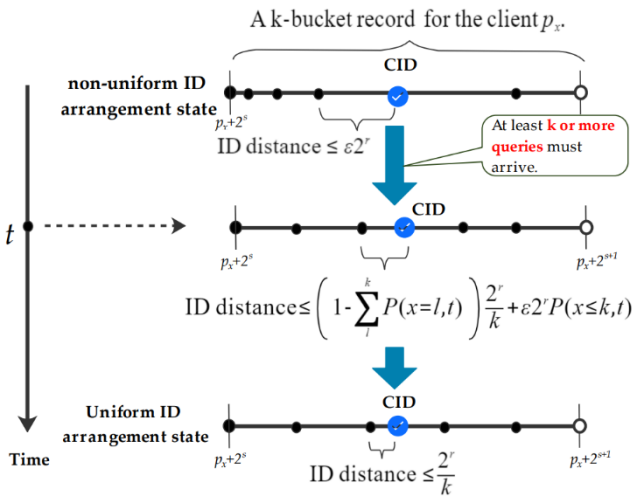 A k-bucket record for the client pₓ.
CID
non-uniform ID
arrangement state
pₓ+2ˢ
ID distance ≤ ε2ʳ
At least k or more
queries must
arrive.
t
CID
pₓ+2ˢ
pₓ+2ˢ⁺¹
ID distance≤ (1-∑ₗᵏ P(x=l,t)) 2ʳ/k +ε2ʳP(x≤k,t)
CID
Uniform ID
arrangement state
Time
pₓ+2ˢ
pₓ+2ˢ⁺¹
ID distance ≤ 2ʳ/k